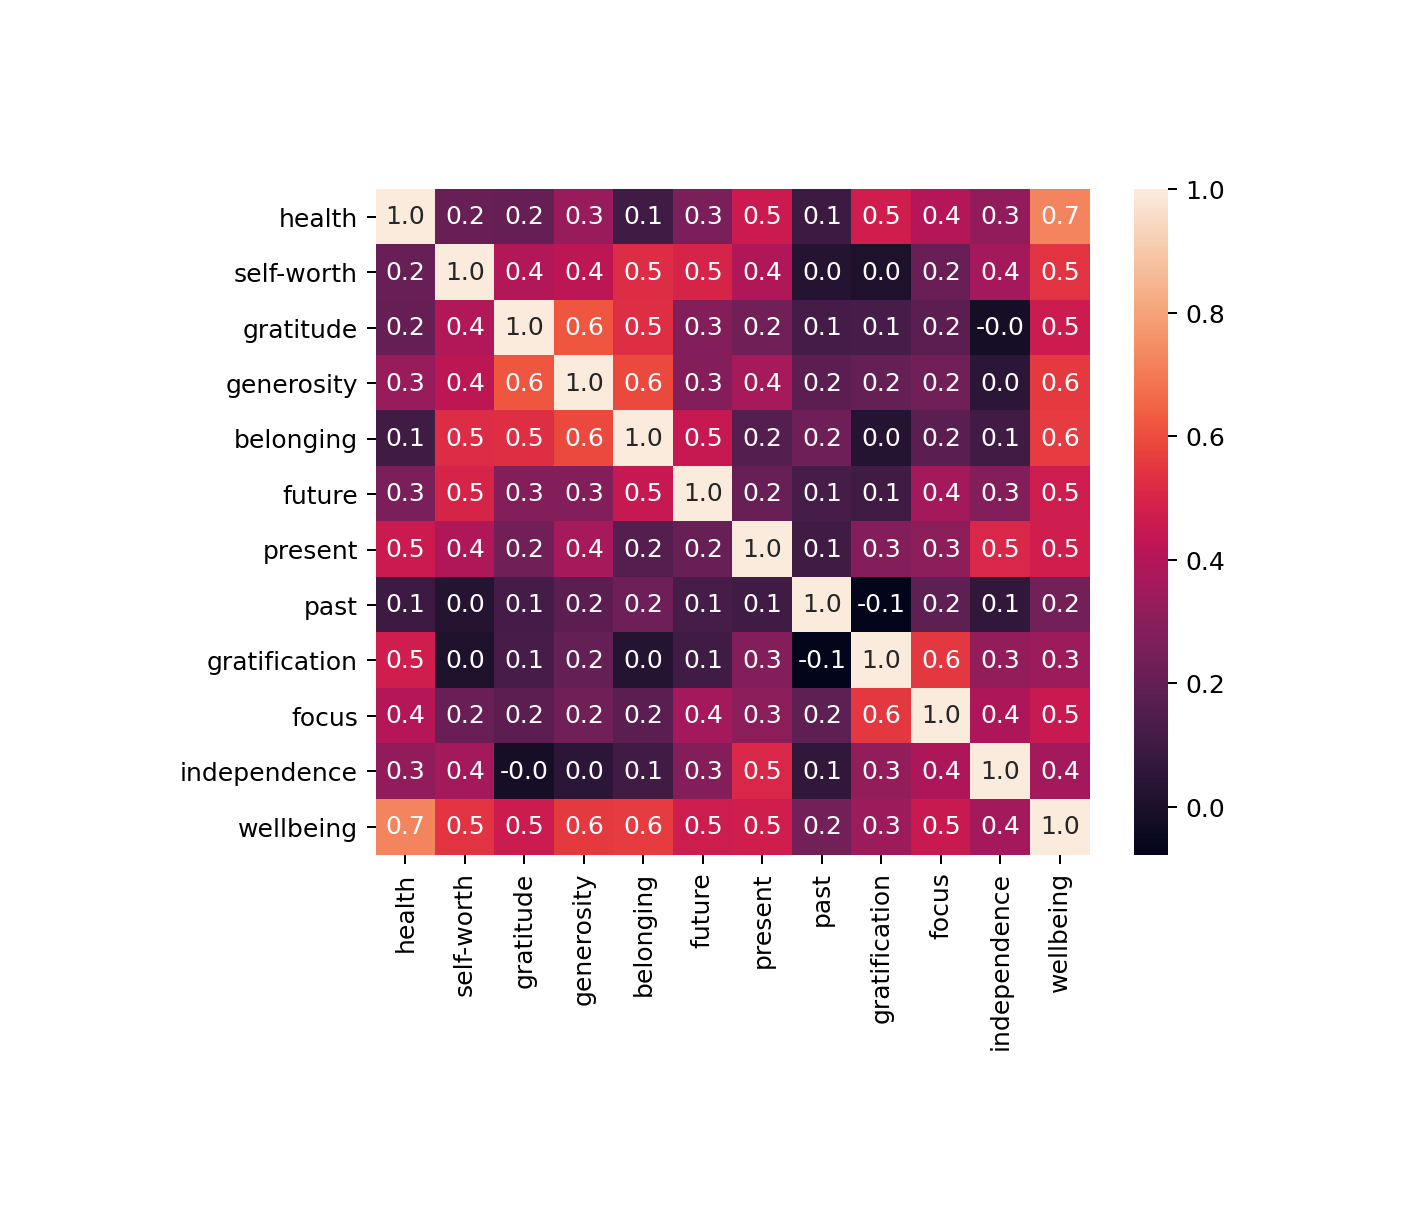 health 1.0 0.2 0.2 0.3 0.1 0.3 0.5 0.1 0.5 0.4 0.3 0.7
self-worth 0.2 1.0 0.4 0.4 0.5 0.5 0.4 0.0 0.0 0.2 0.4 0.5
gratitude 0.2 0.4 1.0 0.6 0.5 0.3 0.2 0.1 0.1 0.2 -0.0 0.5
generosity 0.3 0.4 0.6 1.0 0.6 0.3 0.4 0.2 0.2 0.2 0.0 0.6
belonging 0.1 0.5 0.5 0.6 1.0 0.5 0.2 0.2 0.0 0.2 0.1 0.6
future 0.3 0.5 0.3 0.3 0.5 1.0 0.2 0.1 0.1 0.4 0.3 0.5
present 0.5 0.4 0.2 0.4 0.2 0.2 1.0 0.1 0.3 0.3 0.5 0.5
past 0.1 0.0 0.1 0.2 0.2 0.1 0.1 1.0 -0.1 0.2 0.1 0.2
gratification 0.5 0.0 0.1 0.2 0.0 0.1 0.3 -0.1 1.0 0.6 0.3 0.3
focus 0.4 0.2 0.2 0.2 0.2 0.4 0.3 0.2 0.6 1.0 0.4 0.5
independence 0.3 0.4 -0.0 0.0 0.1 0.3 0.5 0.1 0.3 0.4 1.0 0.4
wellbeing 0.7 0.5 0.5 0.6 0.6 0.5 0.5 0.2 0.3 0.5 0.4 1.0
health
self-worth
gratitude
generosity
belonging
future
present
past
gratification
focus
independence
wellbeing
1.0
0.8
0.6
0.4
0.2
0.0